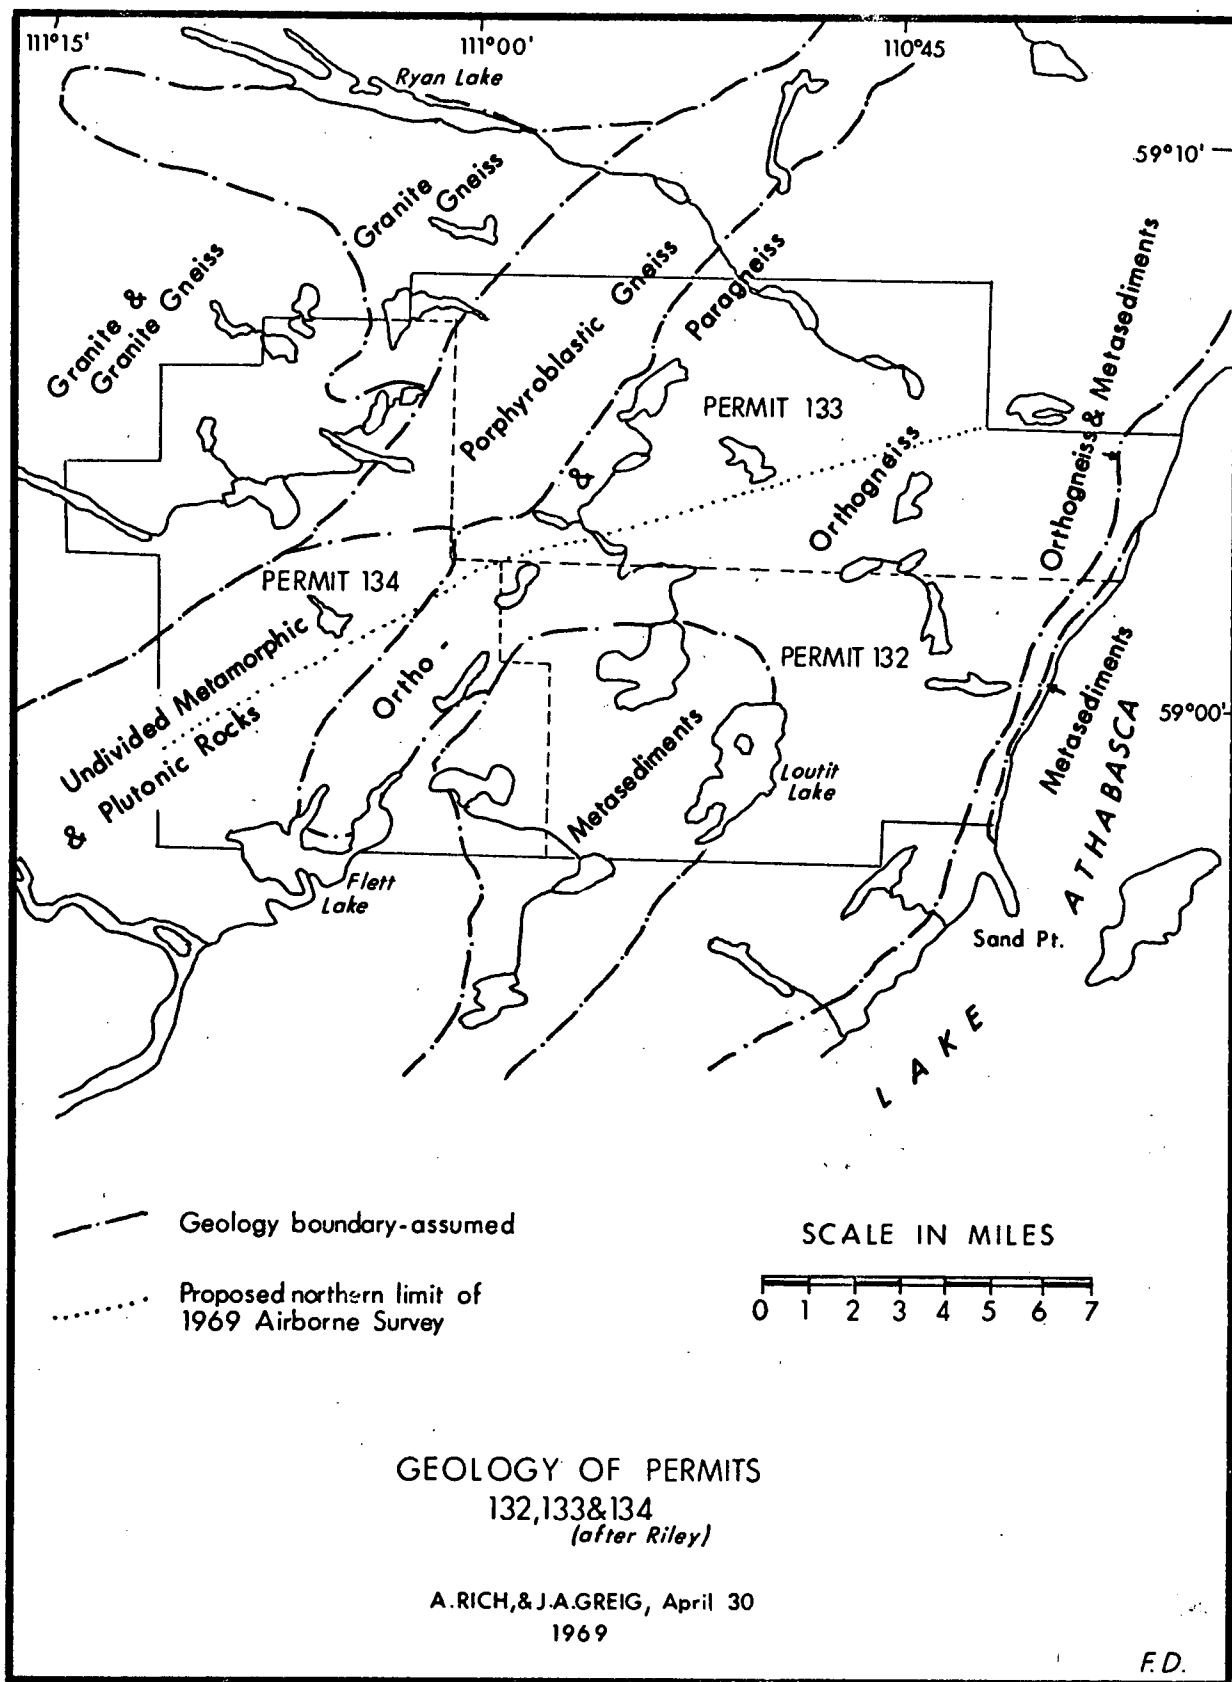 111°15'
111°00'
110°45
Ryan Lake
59°10'
Granite
Gneiss
Granite &
Granite Gneiss
Porphyroblastic Gneiss
&
Paragneiss
Orthogneiss & Metasediments
PERMIT 133
Orthogneiss
PERMIT 134
Undivided Metamorphic
& Plutonic Rocks
Ortho -
PERMIT 132
Metasediments
59°00'
Metasediments
Loutit
Lake
Flett
Lake
Sand Pt.
LAKE ATHABASCA
Geology boundary-assumed
Proposed northern limit of
1969 Airborne Survey
SCALE IN MILES
0 1 2 3 4 5 6 7
GEOLOGY OF PERMITS
132,133&134
(after Riley)
A.RICH,& J.A.GREIG, April 30
1969
F.D.